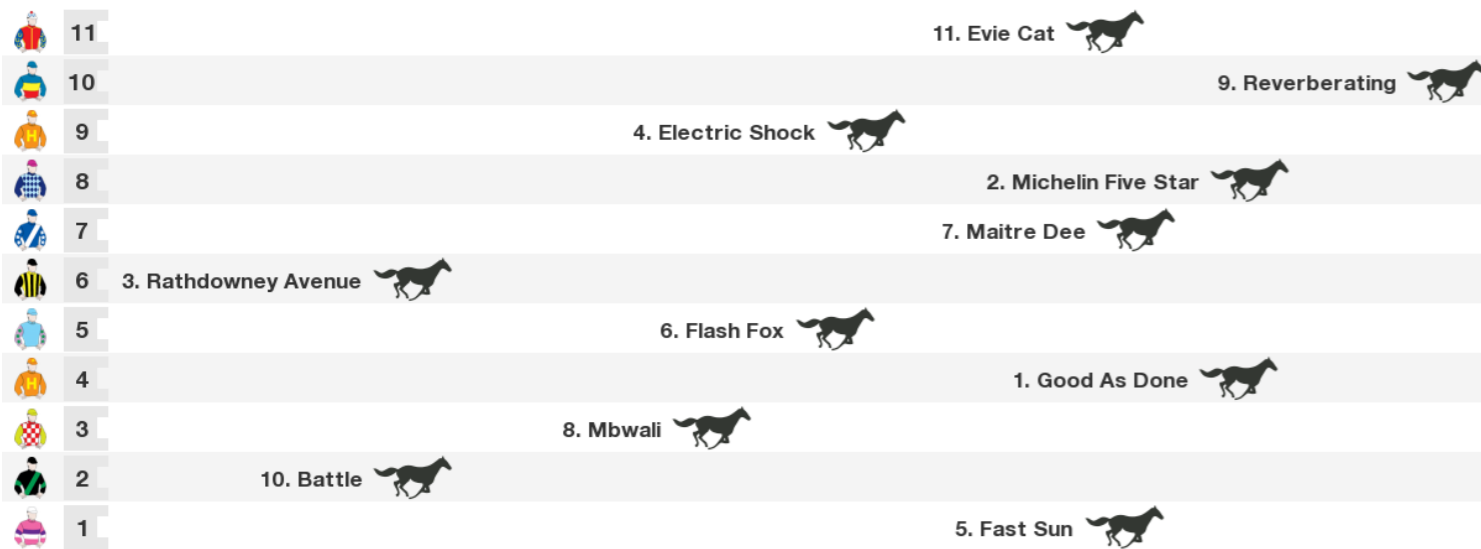 11 11. Evie Cat
10 9. Reverberating
H 9 4. Electric Shock
8 2. Michelin Five Star
7 7. Maitre Dee
6 3. Rathdowney Avenue
5 6. Flash Fox
H 4 1. Good As Done
3 8. Mbwali
2 10. Battle
1 5. Fast Sun